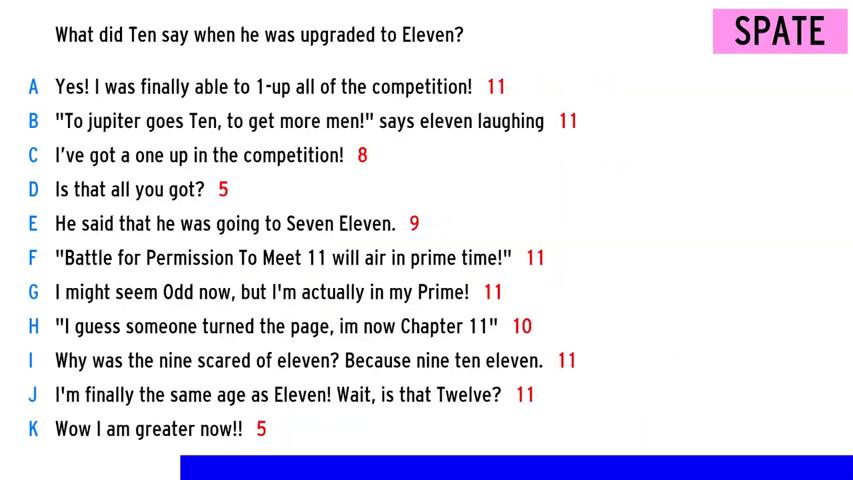 What did Ten say when he was upgraded to Eleven?
SPATE
A Yes! I was finally able to 1-up all of the competition! 11
B "To jupiter goes Ten, to get more men!" says eleven laughing 11
C I've got a one up in the competition! 8
D Is that all you got? 5
E He said that he was going to Seven Eleven. 9
F "Battle for Permission To Meet 11 will air in prime time!" 11
G I might seem Odd now, but I'm actually in my Prime! 11
H "I guess someone turned the page, im now Chapter 11" 10
I Why was the nine scared of eleven? Because nine ten eleven. 11
J I'm finally the same age as Eleven! Wait, is that Twelve? 11
K Wow I am greater now!! 5